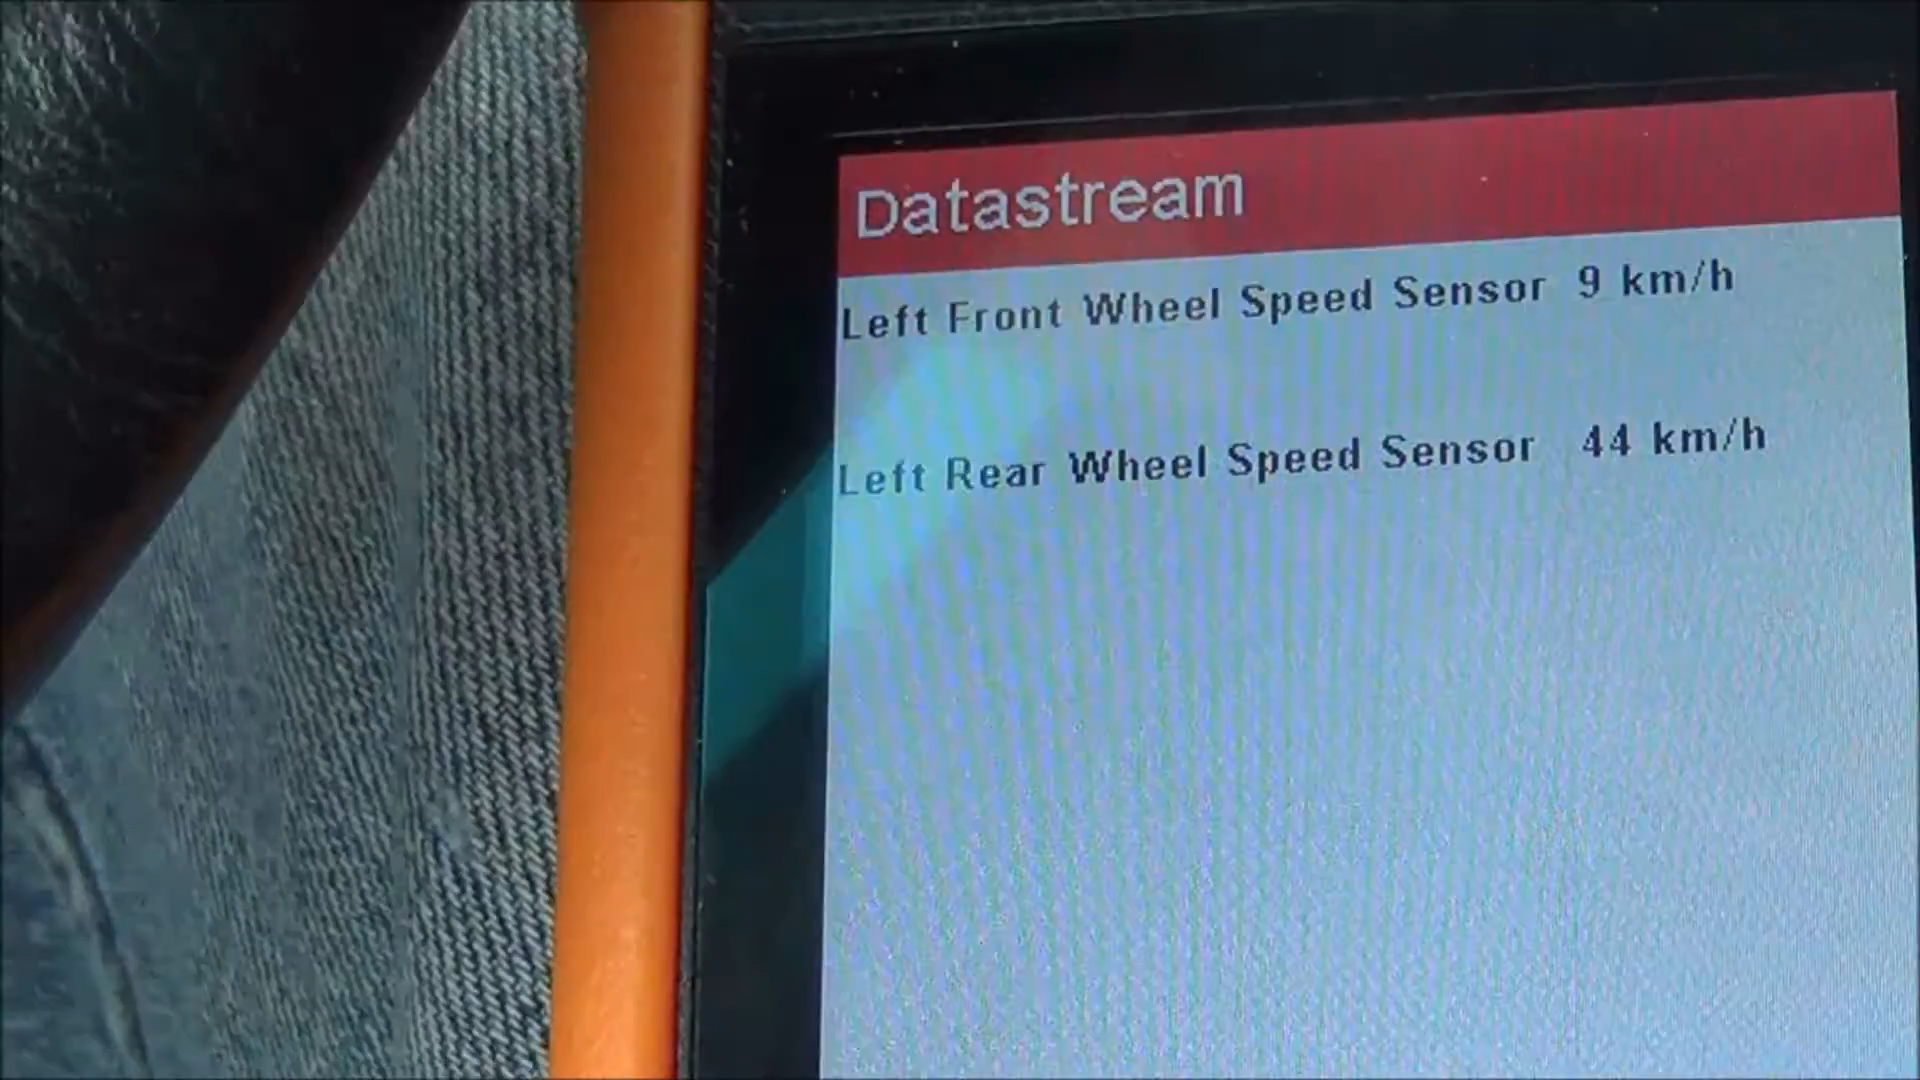 Datastream
Left Front Wheel Speed Sensor 9 km/h
Left Rear Wheel Speed Sensor 44 km/h